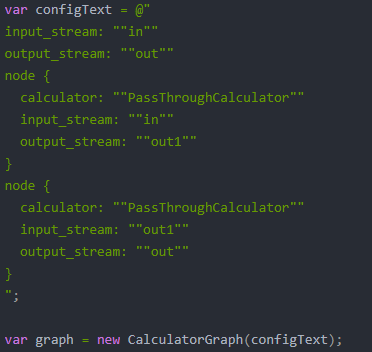 var configText = @"
input_stream: ""in""
output_stream: ""out""
node {
  calculator: ""PassThroughCalculator""
  input_stream: ""in""
  output_stream: ""out1""
}
node {
  calculator: ""PassThroughCalculator""
  input_stream: ""out1""
  output_stream: ""out""
}
";

var graph = new CalculatorGraph(configText);